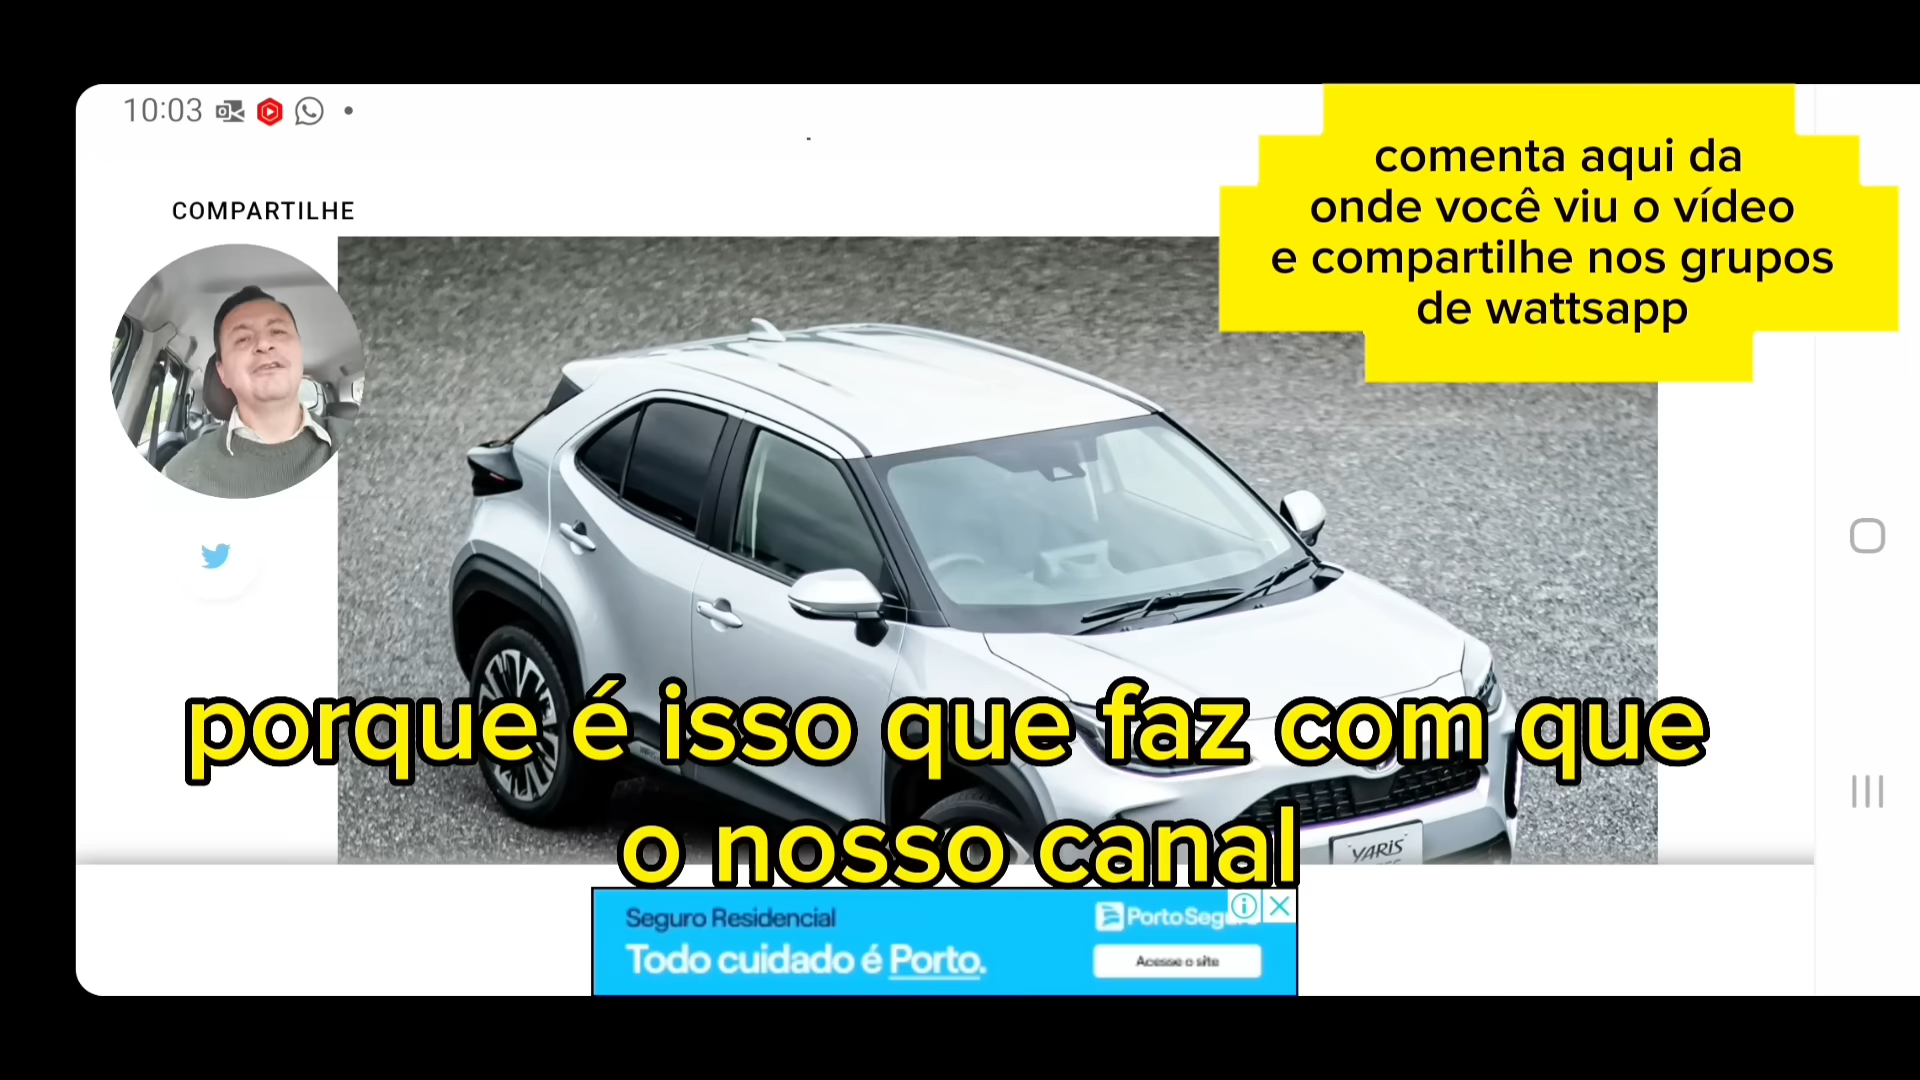 10:03
COMPARTILHE
comenta aqui da
onde você viu o vídeo
e compartilhe nos grupos
de wattsapp
porque é isso que faz com que
o nosso canal
YARIS
Seguro Residencial
Todo cuidado é Porto.
PortoSegu
Acesse o site